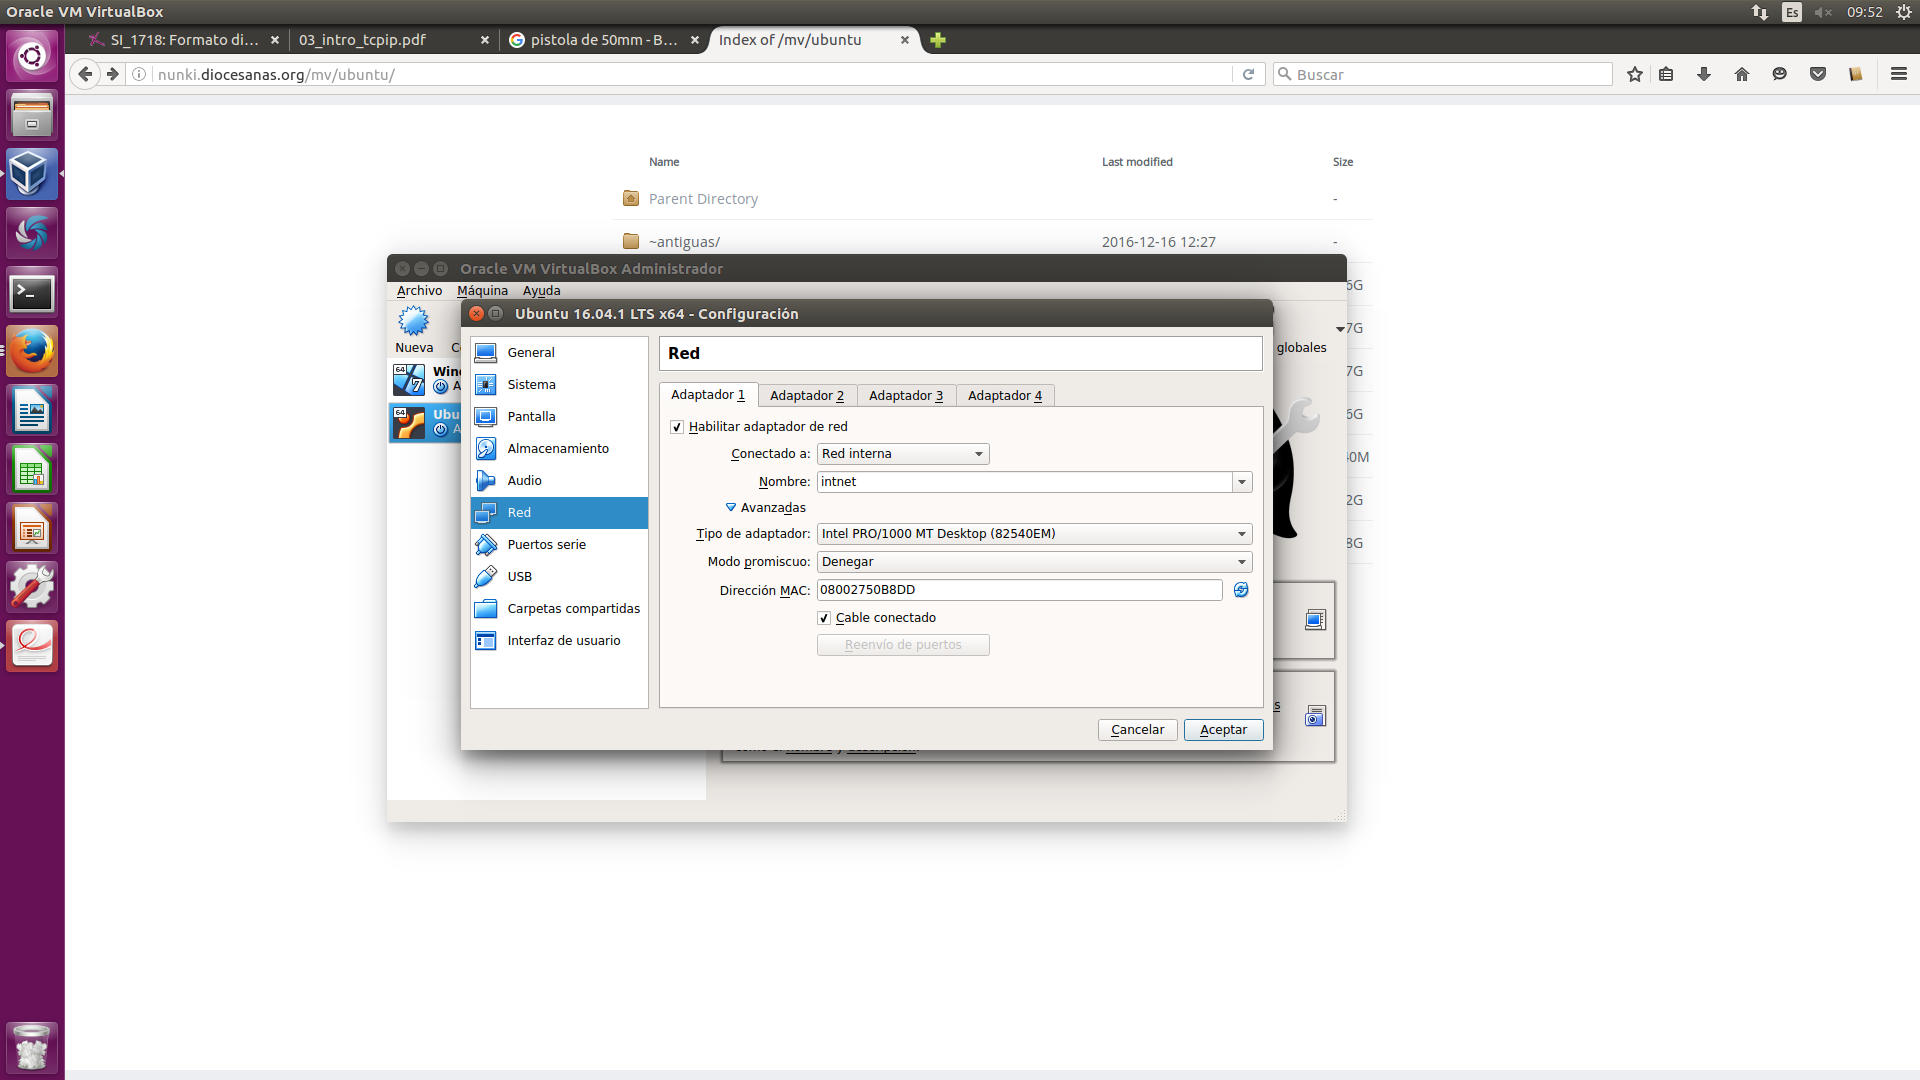 Oracle VM VirtualBox
Es
09:52
SI_1718: Formato di...
03_intro_tcpip.pdf
pistola de 50mm - B...
Index of /mv/ubuntu
nunki.diocesanas.org/mv/ubuntu/
Buscar
Name Last modified Size
Parent Directory -
~antiguas/ 2016-12-16 12:27 -
Oracle VM VirtualBox Administrador
Archivo Máquina Ayuda
6G
Ubuntu 16.04.1 LTS x64 - Configuración
7G
Nueva C
globales
General
Sistema
Pantalla
Almacenamiento
Audio
Red
Puertos serie
USB
Carpetas compartidas
Interfaz de usuario
64
7
Win
A
64
Ubu
A
Red
Adaptador 1 Adaptador 2 Adaptador 3 Adaptador 4
Habilitar adaptador de red
Conectado a: Red interna
Nombre: intnet
Avanzadas
Tipo de adaptador: Intel PRO/1000 MT Desktop (82540EM)
Modo promiscuo: Denegar
Dirección MAC: 08002750B8DD
Cable conectado
Reenvío de puertos
Cancelar Aceptar
7G
6G
40M
2G
8G
s